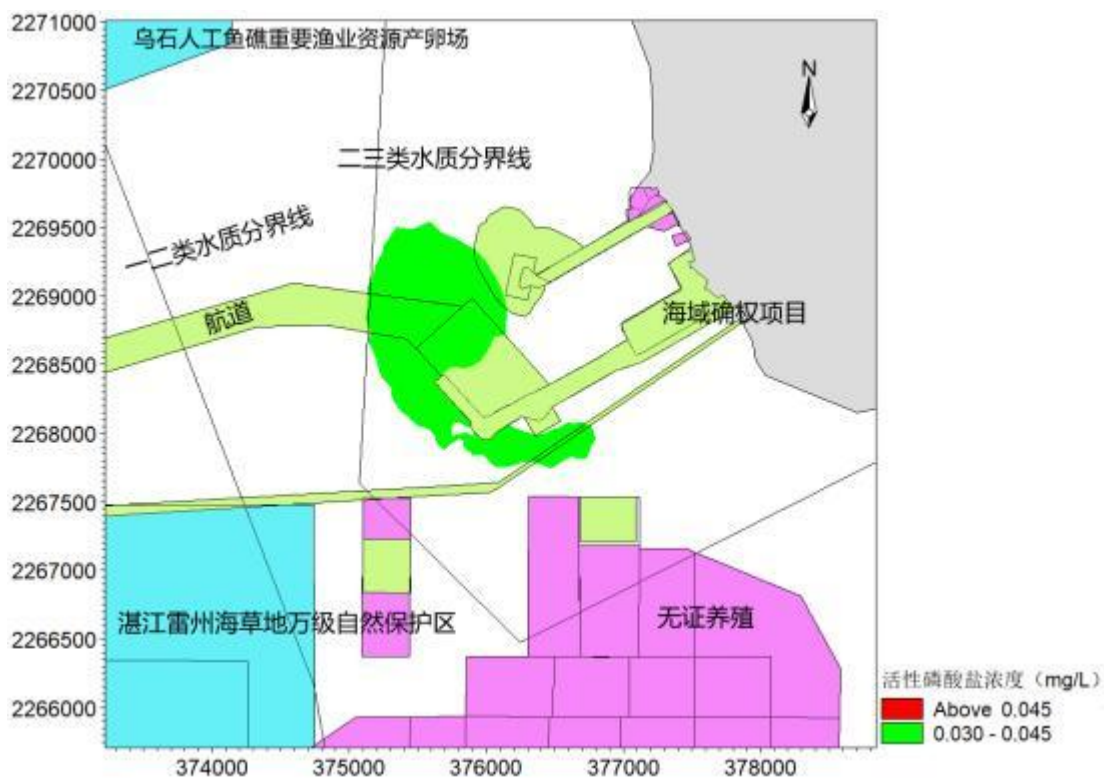 2271000
乌石人工鱼礁重要渔业资源产卵场
2270500
N
2270000
二三类水质分界线
2269500
一二类水质分界线
2269000
航道
海域确权项目
2268500
2268000
2267500
2267000
湛江雷州海草地万级自然保护区
无证养殖
2266500
活性磷酸盐浓度（mg/L）
2266000
Above 0.045
0.030 - 0.045
374000 375000 376000 377000 378000